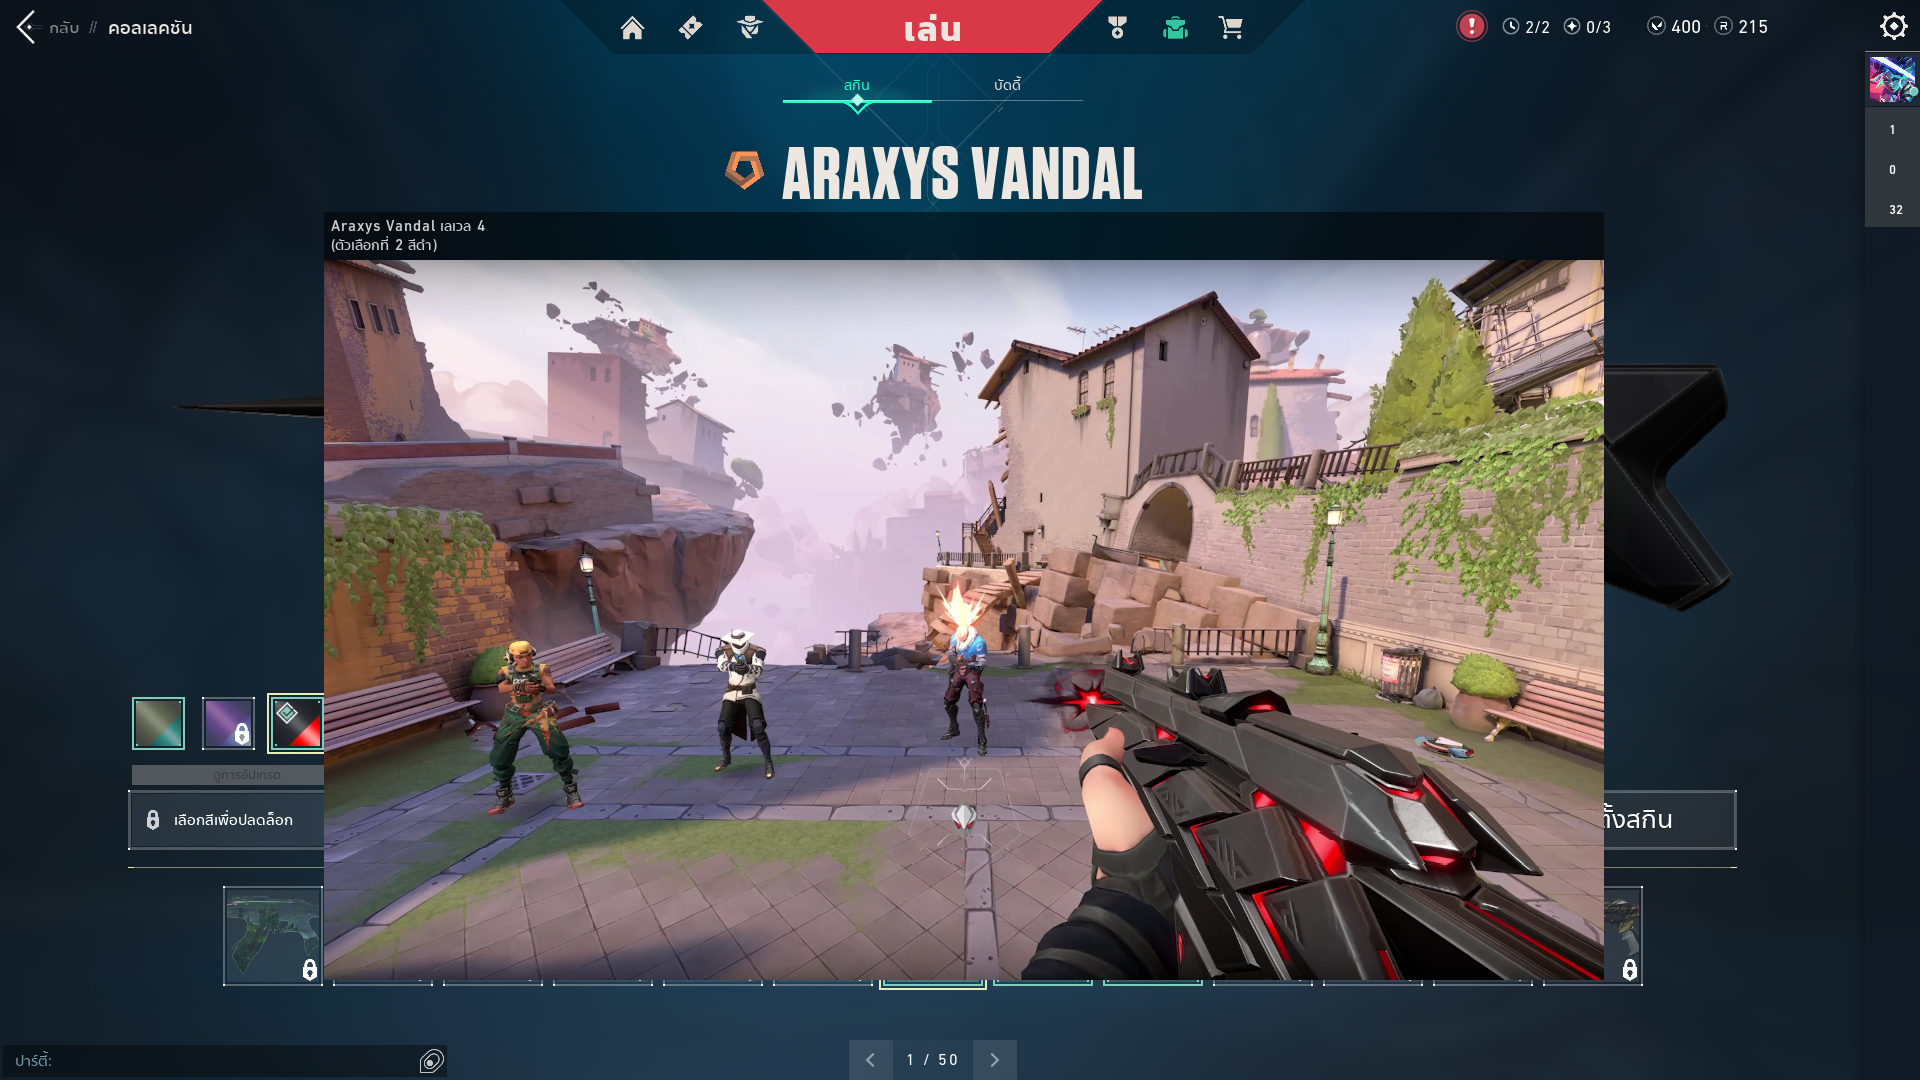 กลับ // คอลเลคชัน
เล่น
2/2
0/3
400
215
สกิน
บัดดี้
ARAXYS VANDAL
Araxys Vandal เลเวล 4
(ตัวเลือกที่ 2 สีดำ)
1
0
32
ดูการอัปเกรด
เลือกสีเพื่อปลดล็อก
ตั้งสกิน
ปาร์ตี้:
1 / 50